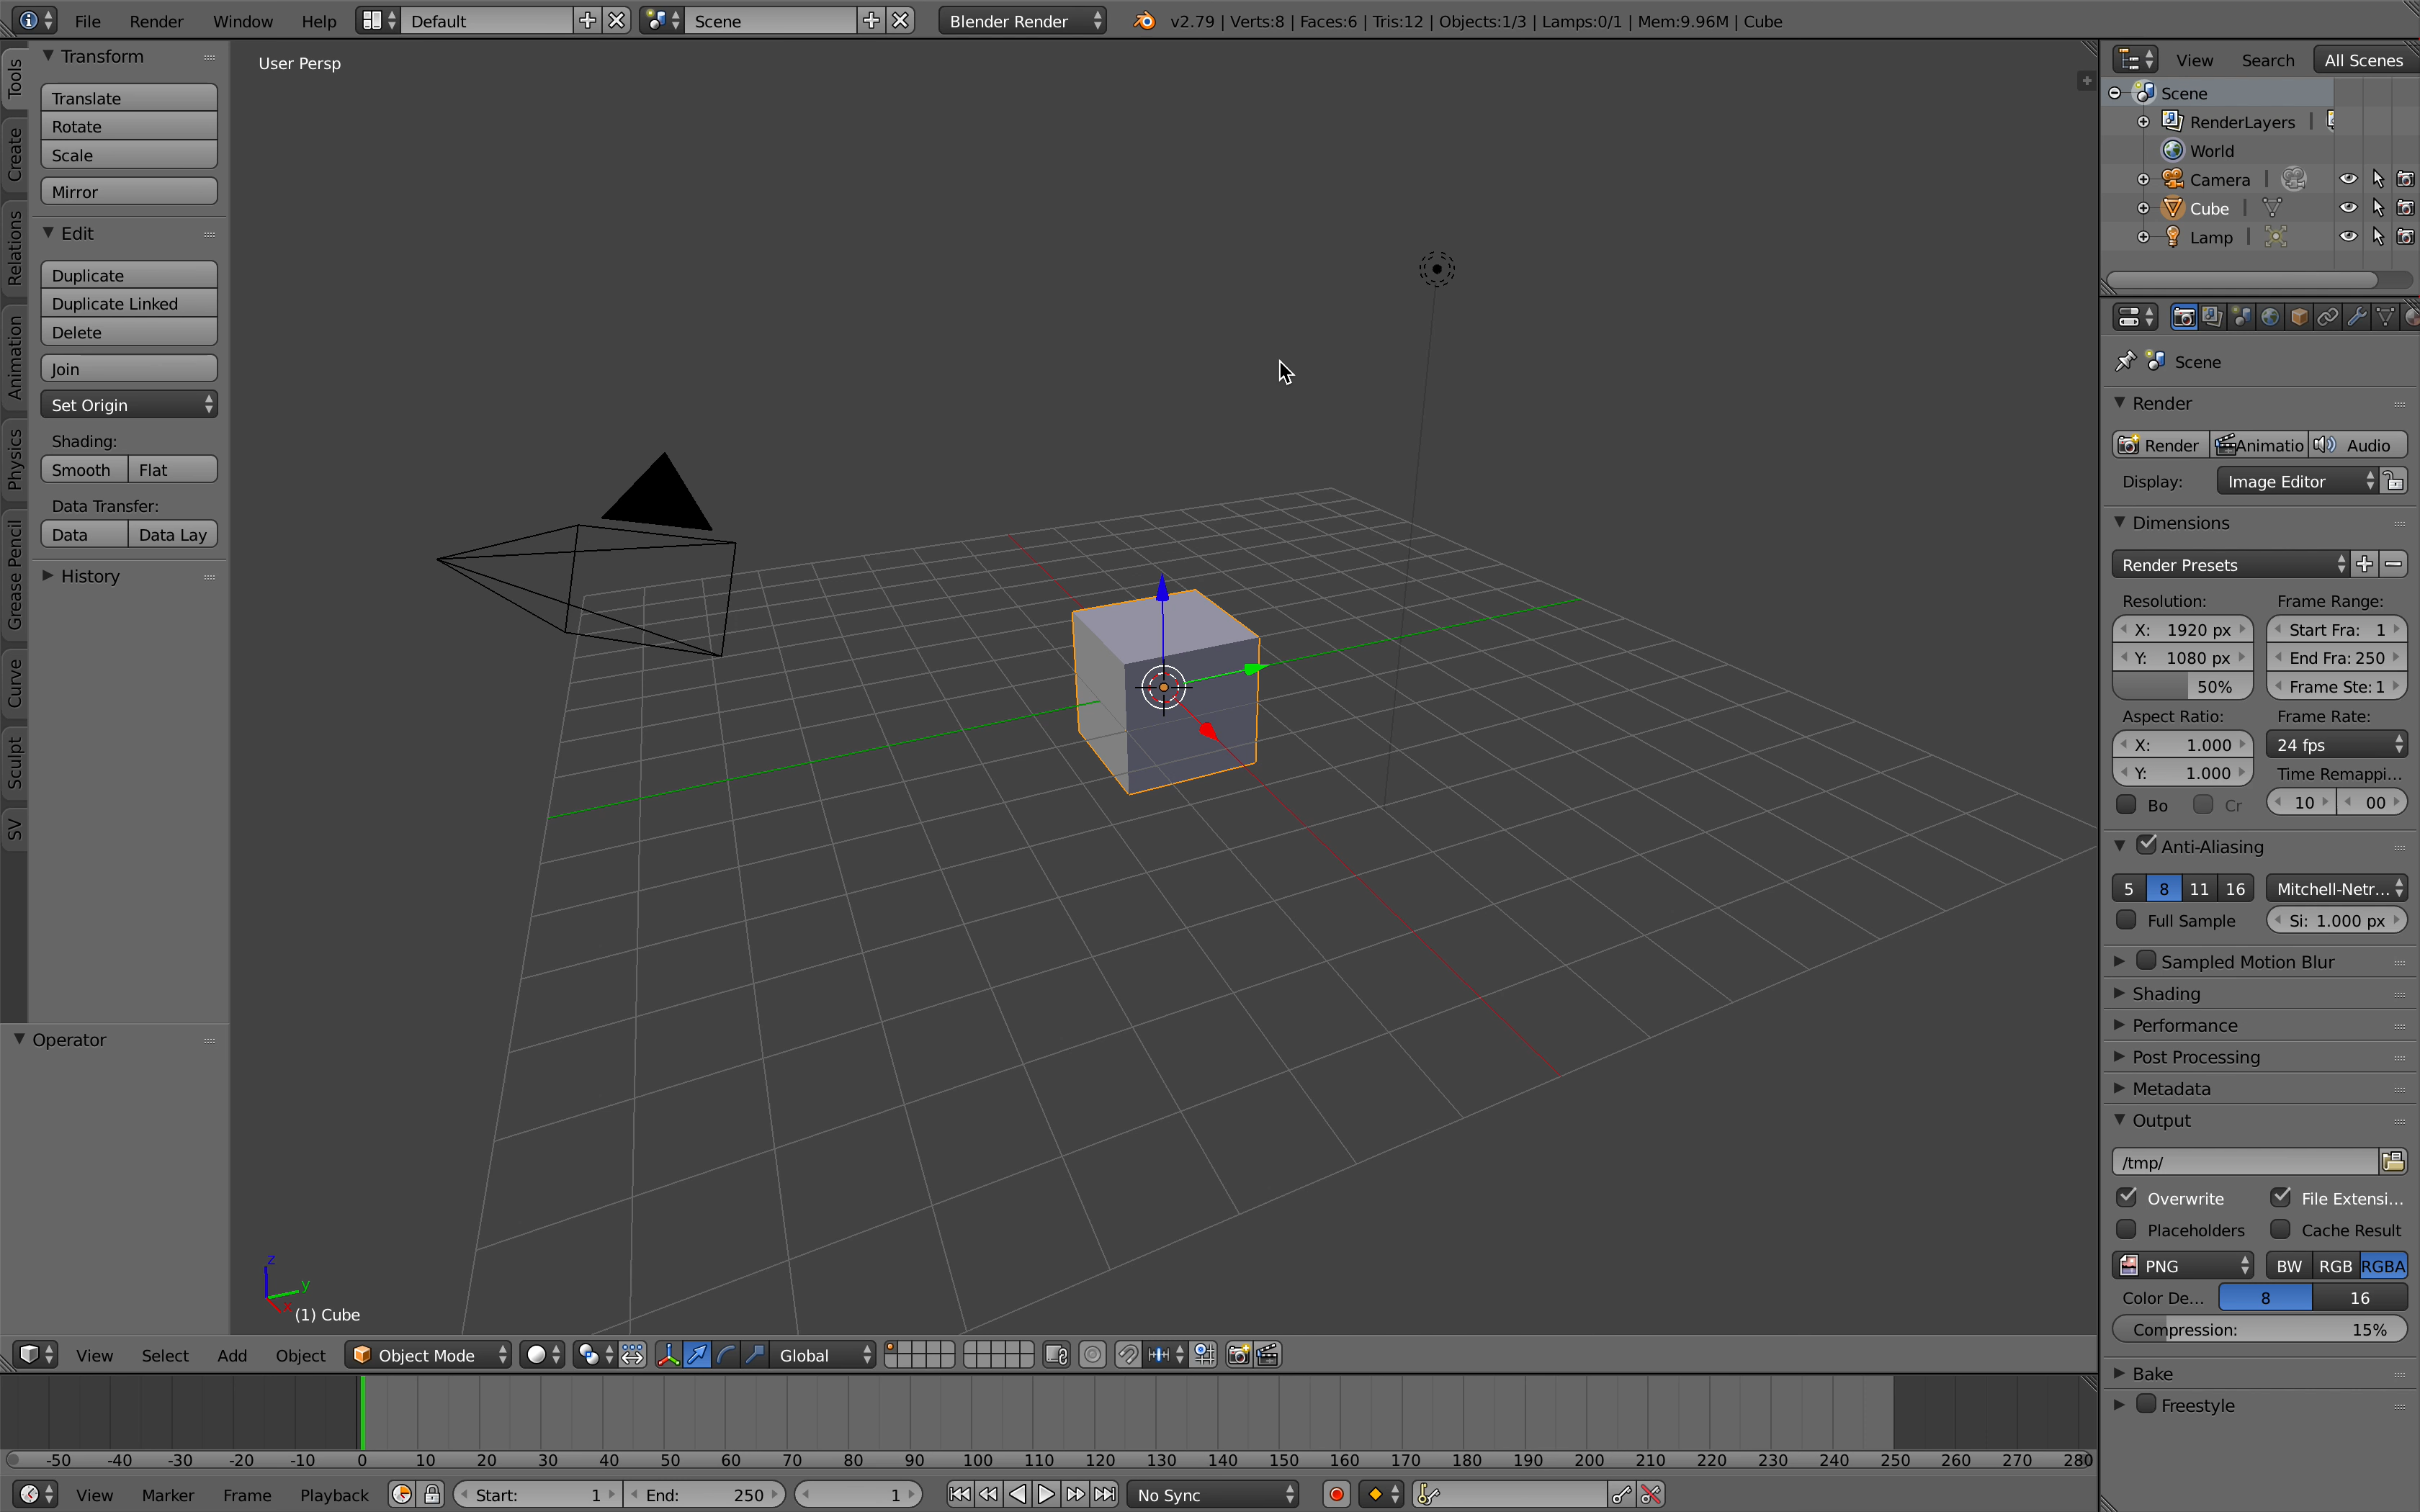 File Render Window Help Default Scene Blender Render v2.79 | Verts:8 | Faces:6 | Tris:12 | Objects:1/3 | Lamps:0/1 | Mem:9.96M | Cube
Tools
Create
Relations
Animation
Physics
Grease Pencil
Curve
Sculpt
SV
Transform
Translate
Rotate
Scale
Mirror
Edit
Duplicate
Duplicate Linked
Delete
Join
Set Origin
Shading:
Smooth Flat
Data Transfer:
Data Data Lay
History
Operator
User Persp
z
y
x
(1) Cube
View Select Add Object Object Mode Global
-50 -40 -30 -20 -10 0 10 20 30 40 50 60 70 80 90 100 110 120 130 140 150 160 170 180 190 200 210 220 230 240 250 260 270 280
View Marker Frame Playback Start: 1 End: 250 1 No Sync
View Search All Scenes
Scene
RenderLayers
World
Camera
Cube
Lamp
Scene
Render
Render Animatio Audio
Display: Image Editor
Dimensions
Render Presets
Resolution: Frame Range:
X: 1920 px Start Fra: 1
Y: 1080 px End Fra: 250
50% Frame Ste: 1
Aspect Ratio: Frame Rate:
X: 1.000 24 fps
Y: 1.000 Time Remappi...
Bo Cr 10 00
Anti-Aliasing
5 8 11 16 Mitchell-Netr...
Full Sample Si: 1.000 px
Sampled Motion Blur
Shading
Performance
Post Processing
Metadata
Output
/tmp/
Overwrite File Extensi...
Placeholders Cache Result
PNG BW RGB RGBA
Color De... 8 16
Compression: 15%
Bake
Freestyle